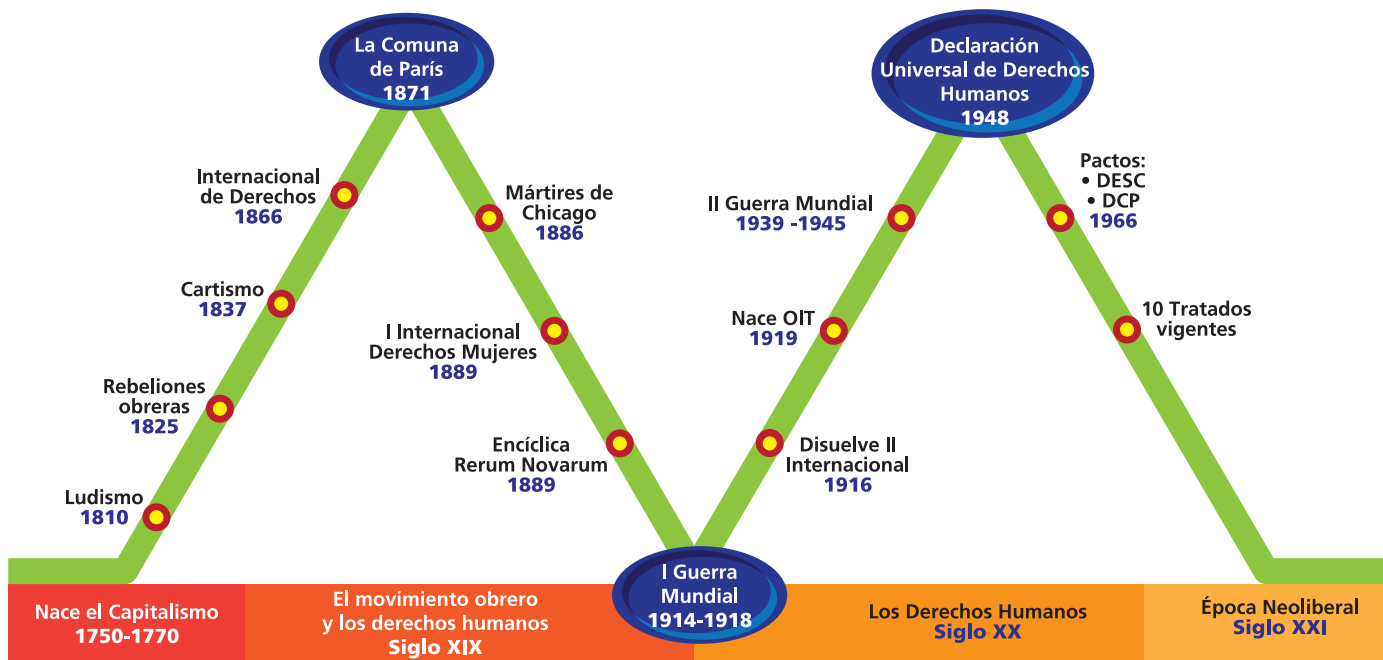 La Comuna
de París
1871
Internacional
de Derechos
1866
Cartismo
1837
Rebeliones
obreras
1825
Ludismo
1810
Mártires de
Chicago
1886
I Internacional
Derechos Mujeres
1889
Encíclica
Rerum Novarum
1889
I Guerra
Mundial
1914-1918
Declaración
Universal de Derechos
Humanos
1948
II Guerra Mundial
1939 -1945
Nace OIT
1919
Disuelve II
Internacional
1916
Pactos:
• DESC
• DCP
1966
10 Tratados
vigentes
Nace el Capitalismo
1750-1770
El movimiento obrero
y los derechos humanos
Siglo XIX
Los Derechos Humanos
Siglo XX
Época Neoliberal
Siglo XXI